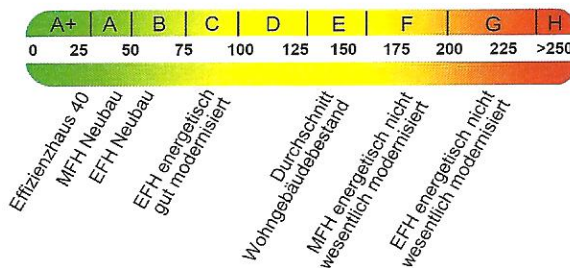 A+ A B C D E F G H
0 25 50 75 100 125 150 175 200 225 >250
Effizienzhaus 40
MFH Neubau
EFH Neubau
EFH energetisch
gut modernisiert
Durchschnitt
Wohngebäudebestand
MFH energetisch nicht
wesentlich modernisiert
EFH energetisch nicht
wesentlich modernisiert